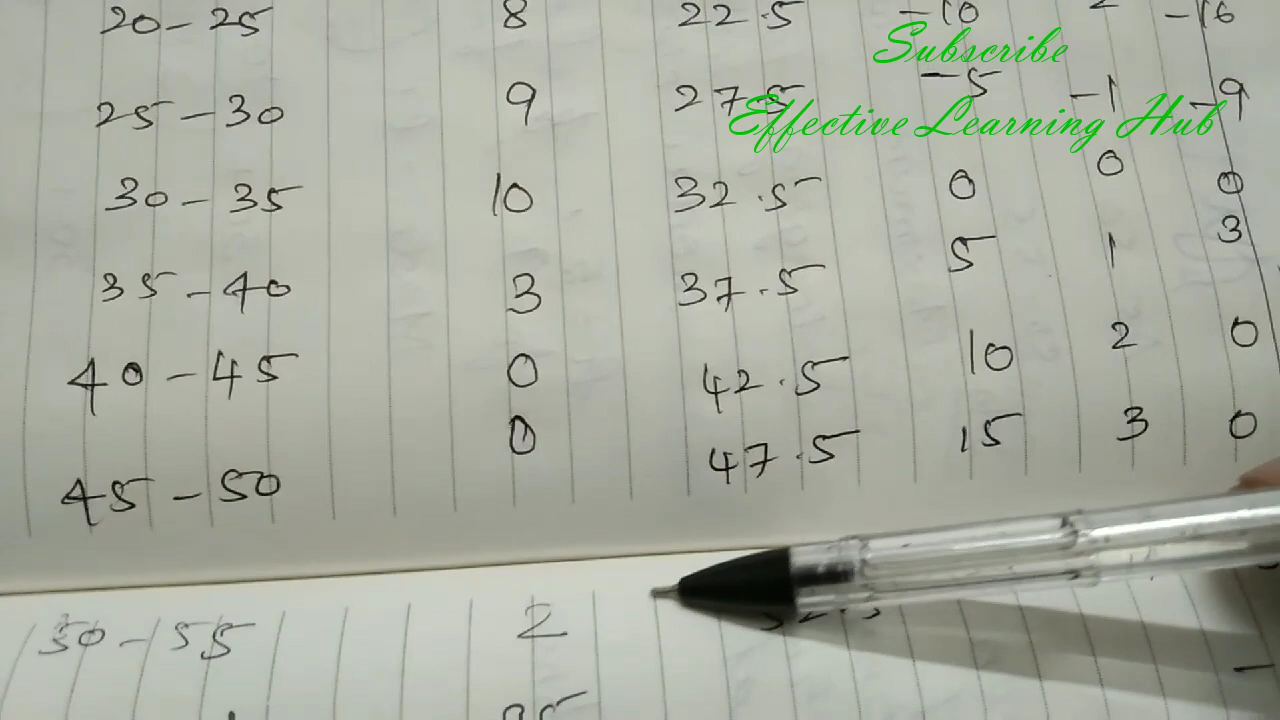 20-25 8 22.5 -10 -16
Subscribe
25-30 9 27.5 -5 -1 -9
Effective Learning Hub
30-35 10 32.5 0 0 0
35-40 3 37.5 5 1 3
40-45 0 42.5 10 2 0
45-50 0 47.5 15 3 0
50-55 2